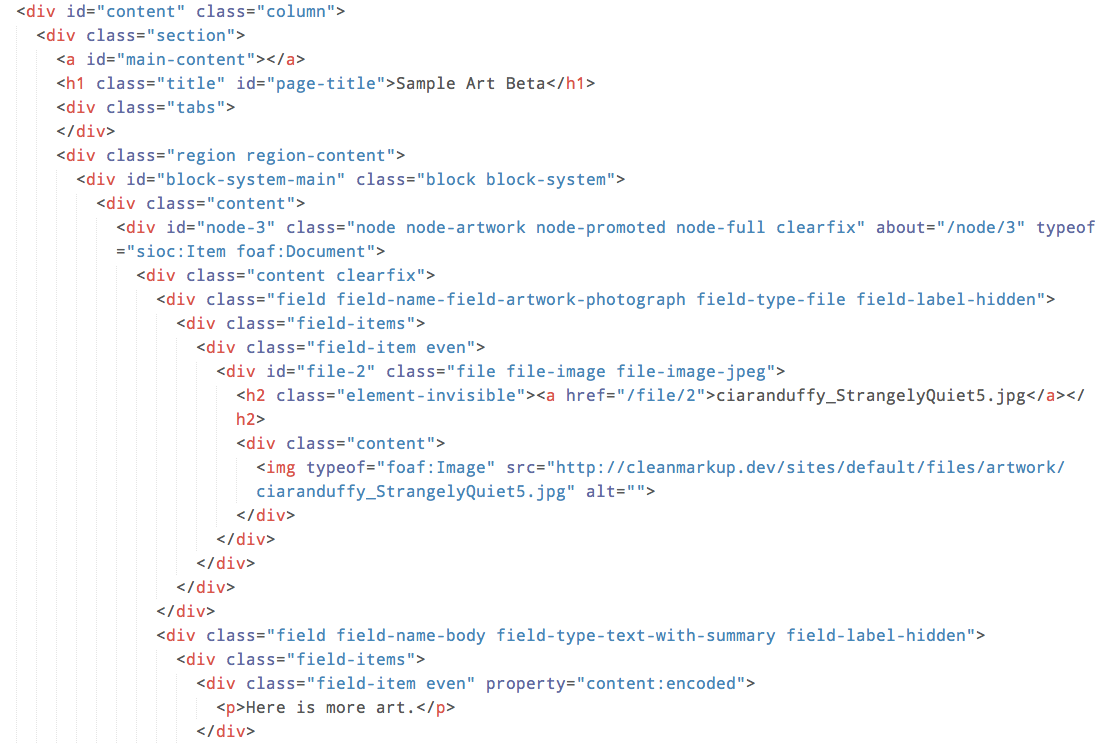 <div id="content" class="column">
<div class="section">
<a id="main-content"></a>
<h1 class="title" id="page-title">Sample Art Beta</h1>
<div class="tabs">
</div>
<div class="region region-content">
<div id="block-system-main" class="block block-system">
<div class="content">
<div id="node-3" class="node node-artwork node-promoted node-full clearfix" about="/node/3" typeof
="sioc:Item foaf:Document">
<div class="content clearfix">
<div class="field field-name-field-artwork-photograph field-type-file field-label-hidden">
<div class="field-items">
<div class="field-item even">
<div id="file-2" class="file file-image file-image-jpeg">
<h2 class="element-invisible"><a href="/file/2">ciaranduffy_StrangelyQuiet5.jpg</a></
h2>
<div class="content">
<img typeof="foaf:Image" src="http://cleanmarkup.dev/sites/default/files/artwork/
ciaranduffy_StrangelyQuiet5.jpg" alt="">
</div>
</div>
</div>
</div>
</div>
<div class="field field-name-body field-type-text-with-summary field-label-hidden">
<div class="field-items">
<div class="field-item even" property="content:encoded">
<p>Here is more art.</p>
</div>